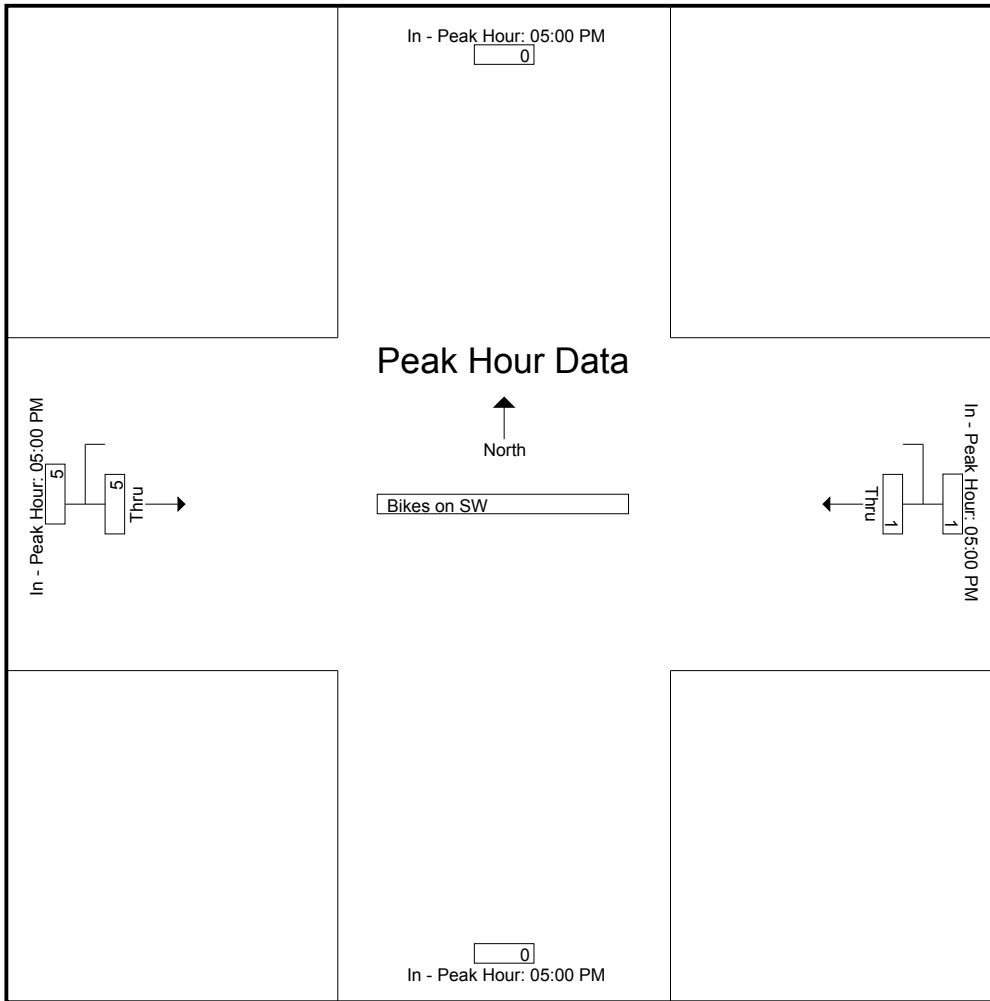 In - Peak Hour: 05:00 PM
0
Peak Hour Data
North
In - Peak Hour: 05:00 PM
5
5
Thru
Bikes on SW
Thru
1
1
In - Peak Hour: 05:00 PM
0
In - Peak Hour: 05:00 PM